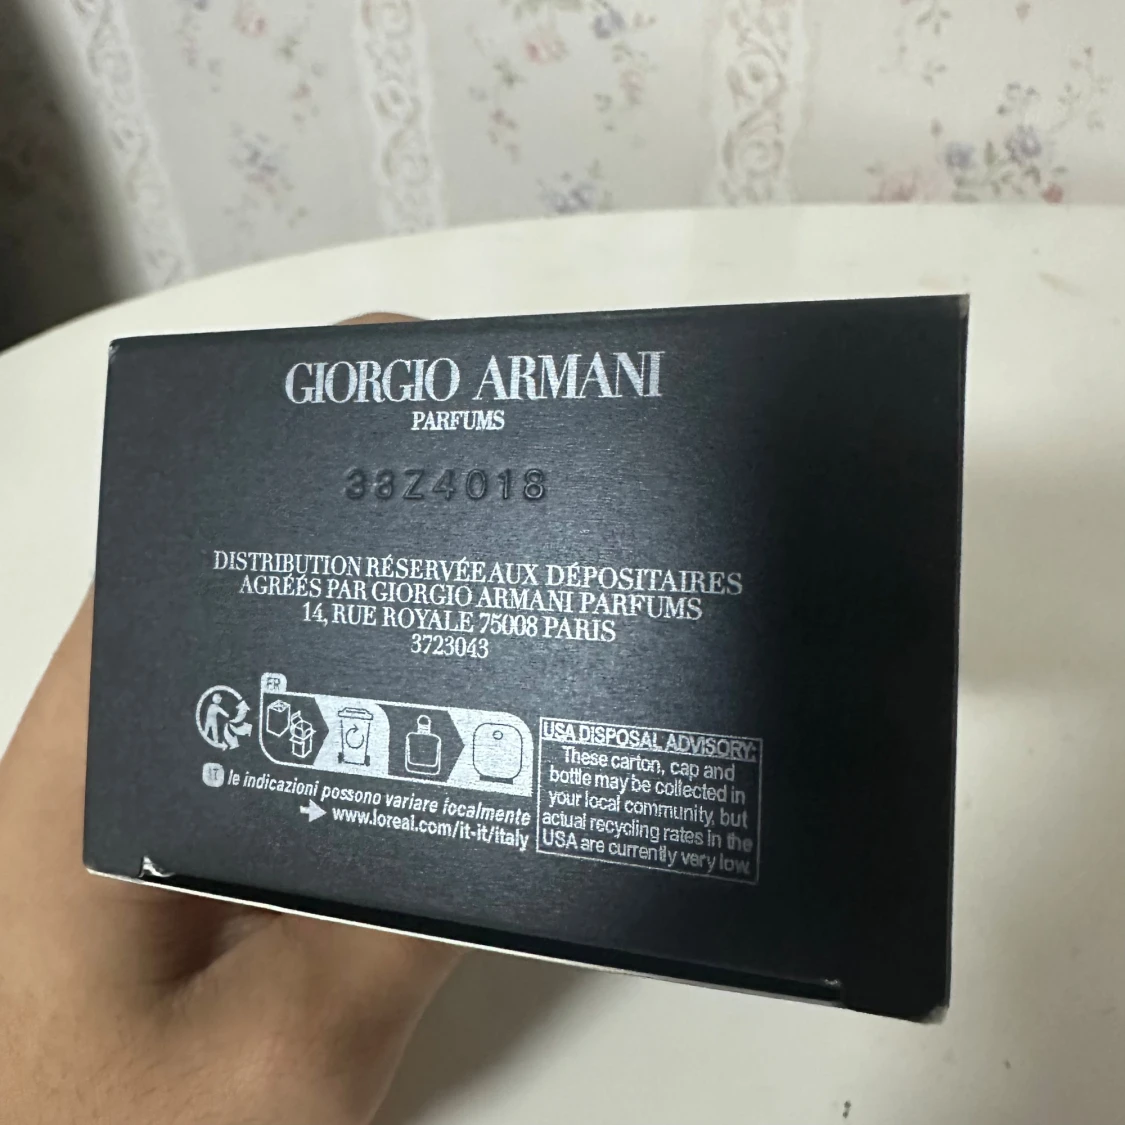 GIORGIO ARMANI
PARFUMS
38Z4018
DISTRIBUTION RÉSERVÉE AUX DÉPOSITAIRES
AGRÉÉS PAR GIORGIO ARMANI PARFUMS
14, RUE ROYALE 75008 PARIS
3723043
FR
IT le indicazioni possono variare localmente
www.loreal.com/it-it/italy
USA DISPOSAL ADVISORY:
These carton, cap and
bottle may be collected in
your local community, but
actual recycling rates in the
USA are currently very low.